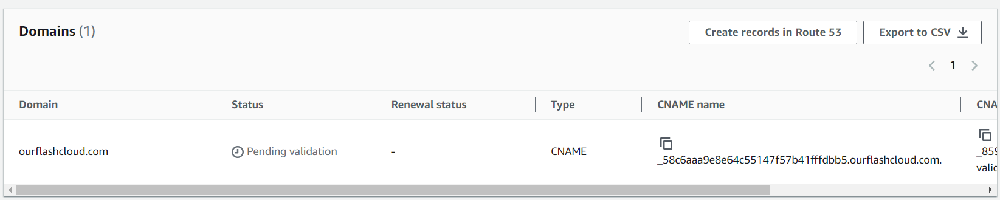 Domains (1)
Create records in Route 53
Export to CSV
1
Domain
Status
Renewal status
Type
CNAME name
CNA
ourflashcloud.com
Pending validation
-
CNAME
_58c6aaa9e8e64c55147f57b41fffdbb5.ourflashcloud.com.
_859
valid